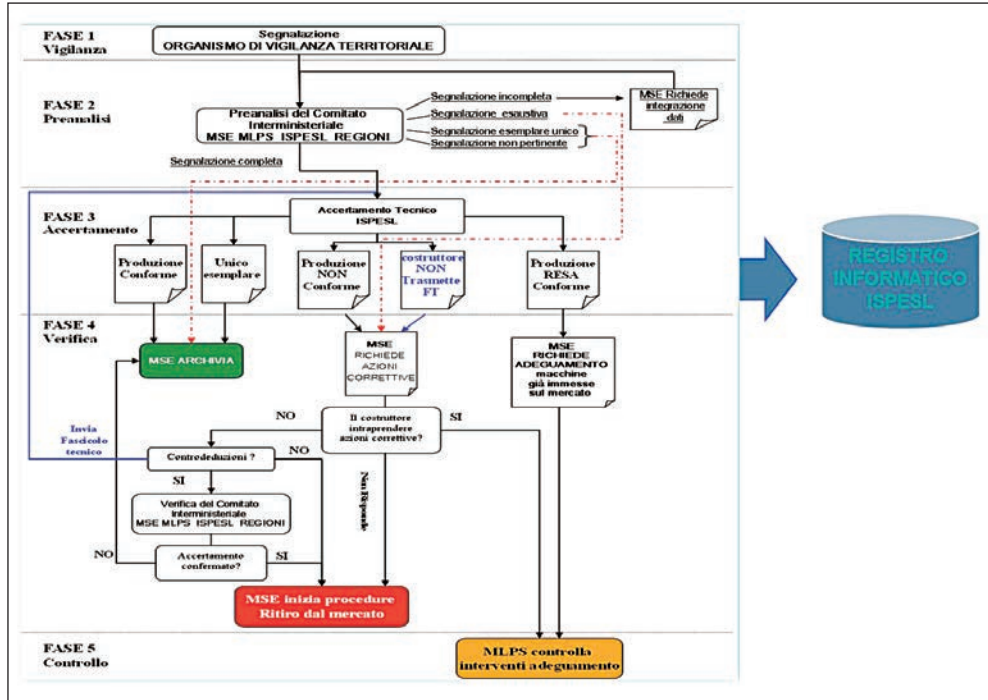 FASE 1
Vigilanza
Segnalazione
ORGANISMO DI VIGILANZA TERRITORIALE
FASE 2
Preanalisi
Preanalisi del Comitato
Interministeriale
MSE MLPS ISPESL REGIONI
Segnalazione incompleta
Segnalazione esaustiva
Segnalazione esemplare unico
Segnalazione non pertinente
MSE Richiede
integrazione
dati
Segnalazione completa
FASE 3
Accertamento
Accertamento Tecnico
ISPESL
Produzione
Conforme
Unico
esemplare
Produzione
NON
Conforme
costruttore
NON
Trasmette
FT
Produzione
RESA
Conforme
REGISTRO
INFORMATICO
ISPESL
FASE 4
Verifica
MSE ARCHIVIA
MSE
RICHIEDE
AZIONI
CORRETTIVE
MSE
RICHIEDE
ADEGUAMENTO
macchine
già immesse
sul mercato
Invia
Fascicolo
tecnico
NO
Il costruttore
intraprendere
azioni correttive?
SI
Controdeduzioni ?
NO
SI
Non Risponde
Verifica del Comitato
Interministeriale
MSE MLPS ISPESL REGIONI
NO
Accertamento
confermato?
SI
MSE inizia procedure
Ritiro dal mercato
FASE 5
Controllo
MLPS controlla
interventi adeguamento